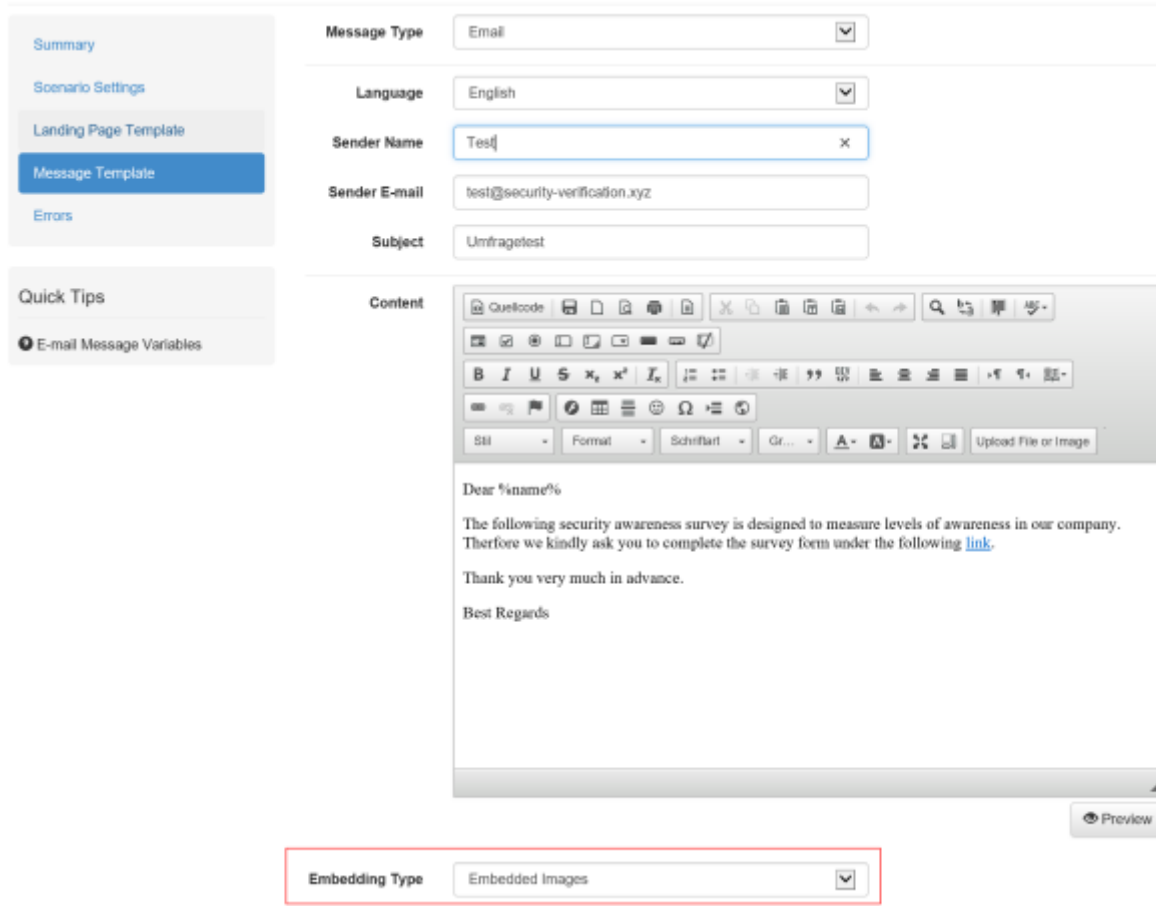 Summary
Scenario Settings
Landing Page Template
Message Template
Errors
Quick Tips
E-mail Message Variables
Message Type
Email
Language
English
Sender Name
Test
Sender E-mail
test@security-verification.xyz
Subject
Umfragetest
Content
Quellcode
B I U S x₂ x² Iₓ
Stil Format Schriftart Gr... A A Upload File or Image
Dear %name%
The following security awareness survey is designed to measure levels of awareness in our company.
Therfore we kindly ask you to complete the survey form under the following link.
Thank you very much in advance.
Best Regards
Preview
Embedding Type
Embedded Images